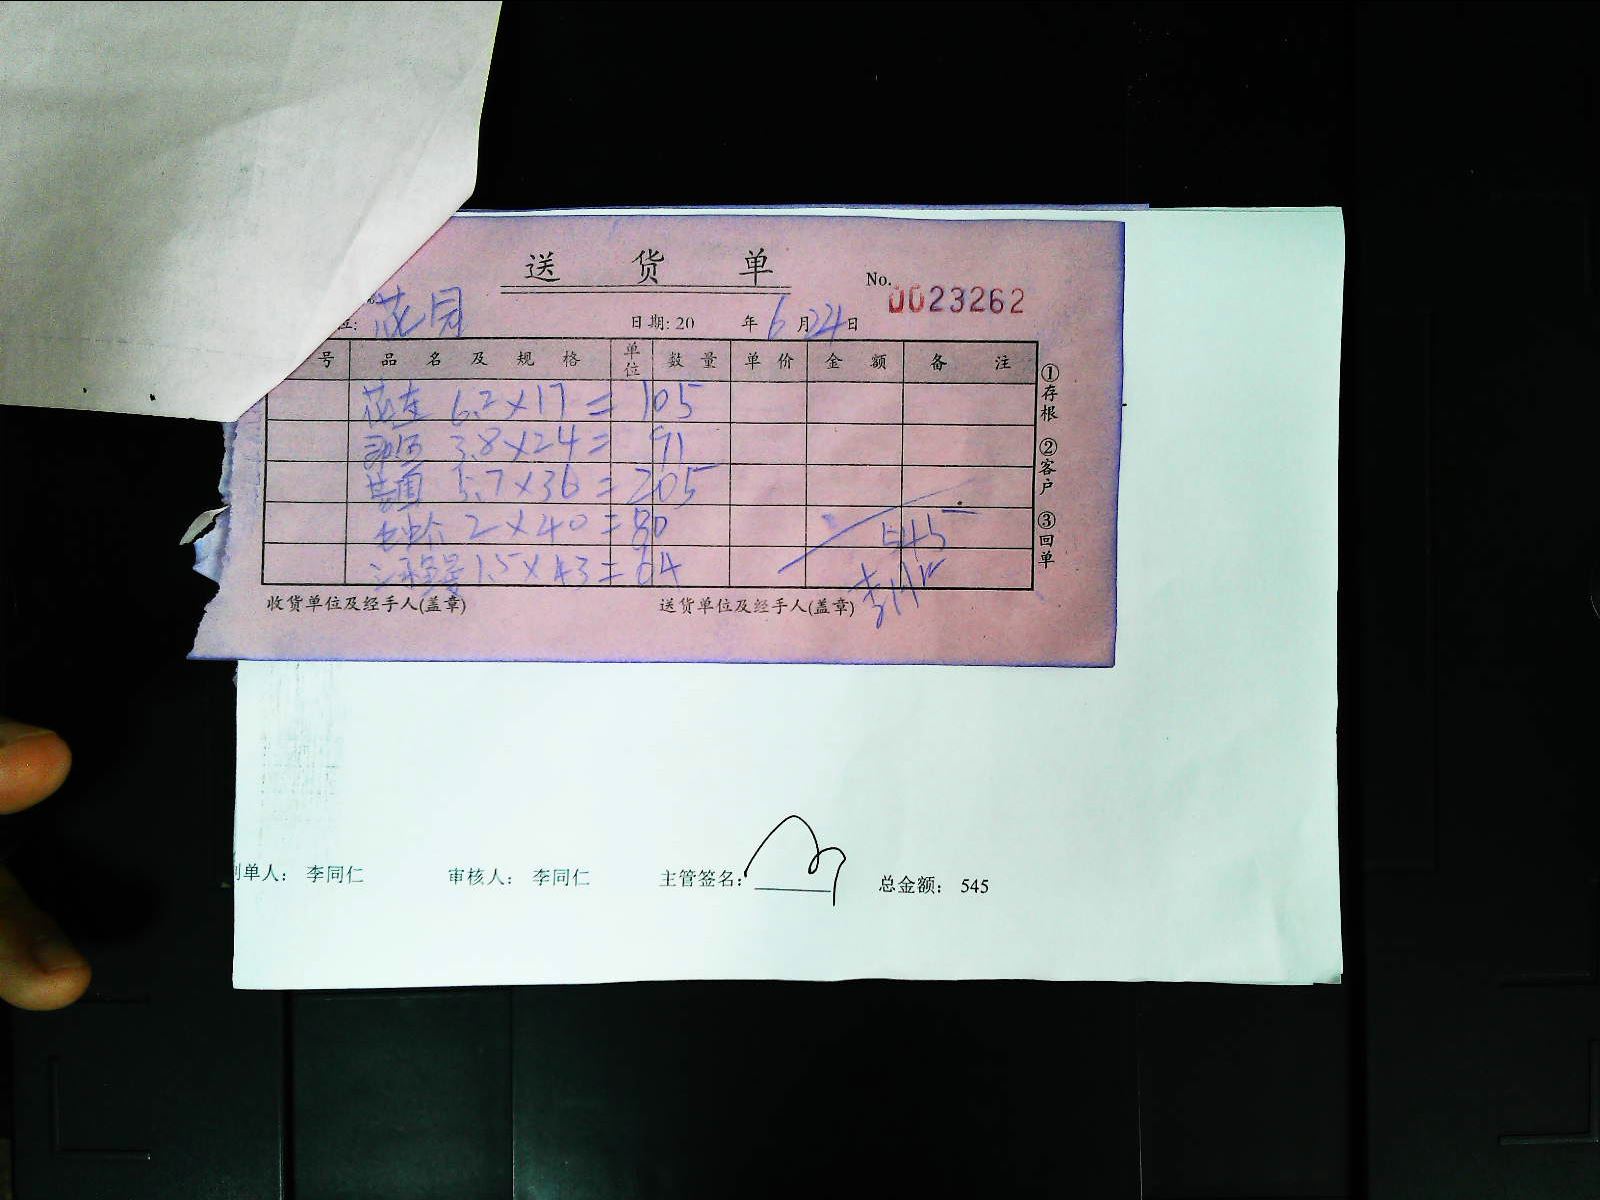 送 货 单
No. 0023262
位: 花园
日期: 20 年 6 月 24 日
号 品 名 及 规 格 单位 数 量 单 价 金 额 备 注
6.2×17=105
3.8×24=91
5.7×36=205
2×40=80
1.5×43=64
545
①存根 ②客户 ③回单
收货单位及经手人(盖章) 送货单位及经手人(盖章)
制单人： 李同仁 审核人： 李同仁 主管签名： 总金额： 545